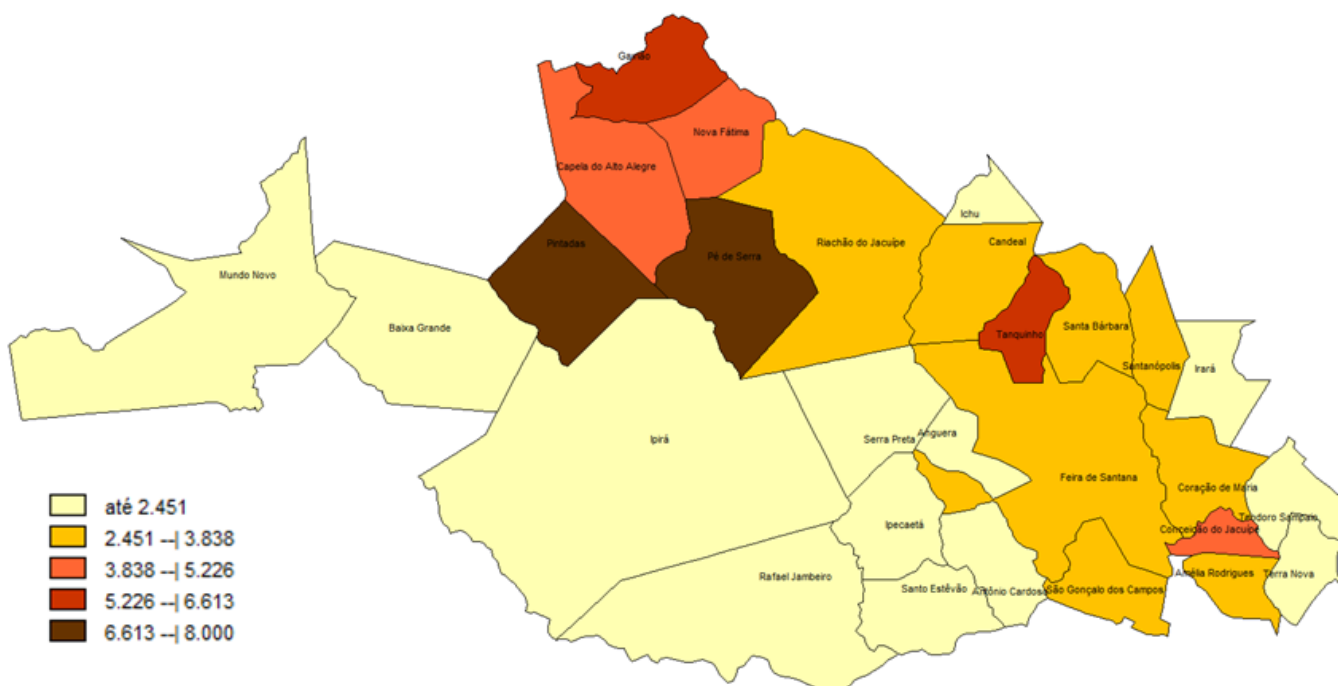 Gavião
Nova Fátima
Capela do Alto Alegre
Ichu
Pintadas
Pé de Serra
Riachão do Jacuípe
Candeal
Mundo Novo
Baixa Grande
Tanquinho
Santa Bárbara
Santanópolis
Irará
Ipirá
Serra Preta
Anguera
Feira de Santana
Coração de Maria
Ipecaetá
Teodoro Sampaio
Conceição do Jacuípe
Rafael Jambeiro
Santo Estêvão
Antônio Cardoso
São Gonçalo dos Campos
Amélia Rodrigues
Terra Nova
até 2.451
2.451 --| 3.838
3.838 --| 5.226
5.226 --| 6.613
6.613 --| 8.000